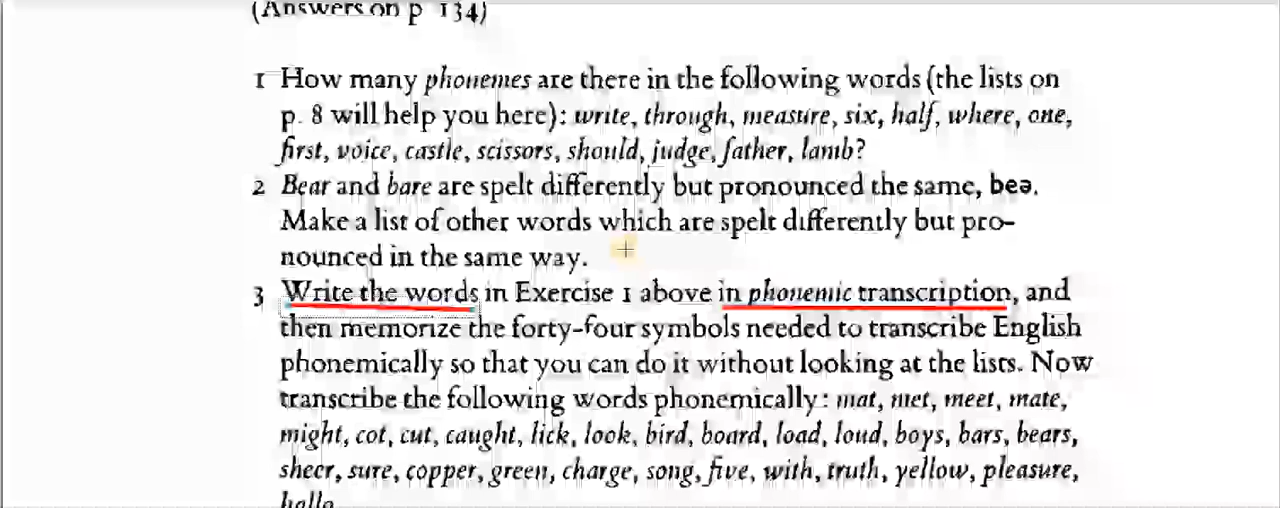 (Answers on p 134)
1 How many phonemes are there in the following words (the lists on
p. 8 will help you here): write, through, measure, six, half, where, one,
first, voice, castle, scissors, should, judge, father, lamb?
2 Bear and bare are spelt differently but pronounced the same, beə.
Make a list of other words which are spelt differently but pro-
nounced in the same way.
3 Write the words in Exercise 1 above in phonemic transcription, and
then memorize the forty-four symbols needed to transcribe English
phonemically so that you can do it without looking at the lists. Now
transcribe the following words phonemically: mat, met, meet, mate,
might, cot, cut, caught, lick, look, bird, board, load, loud, boys, bars, bears,
sheer, sure, copper, green, charge, song, five, with, truth, yellow, pleasure,
hallo